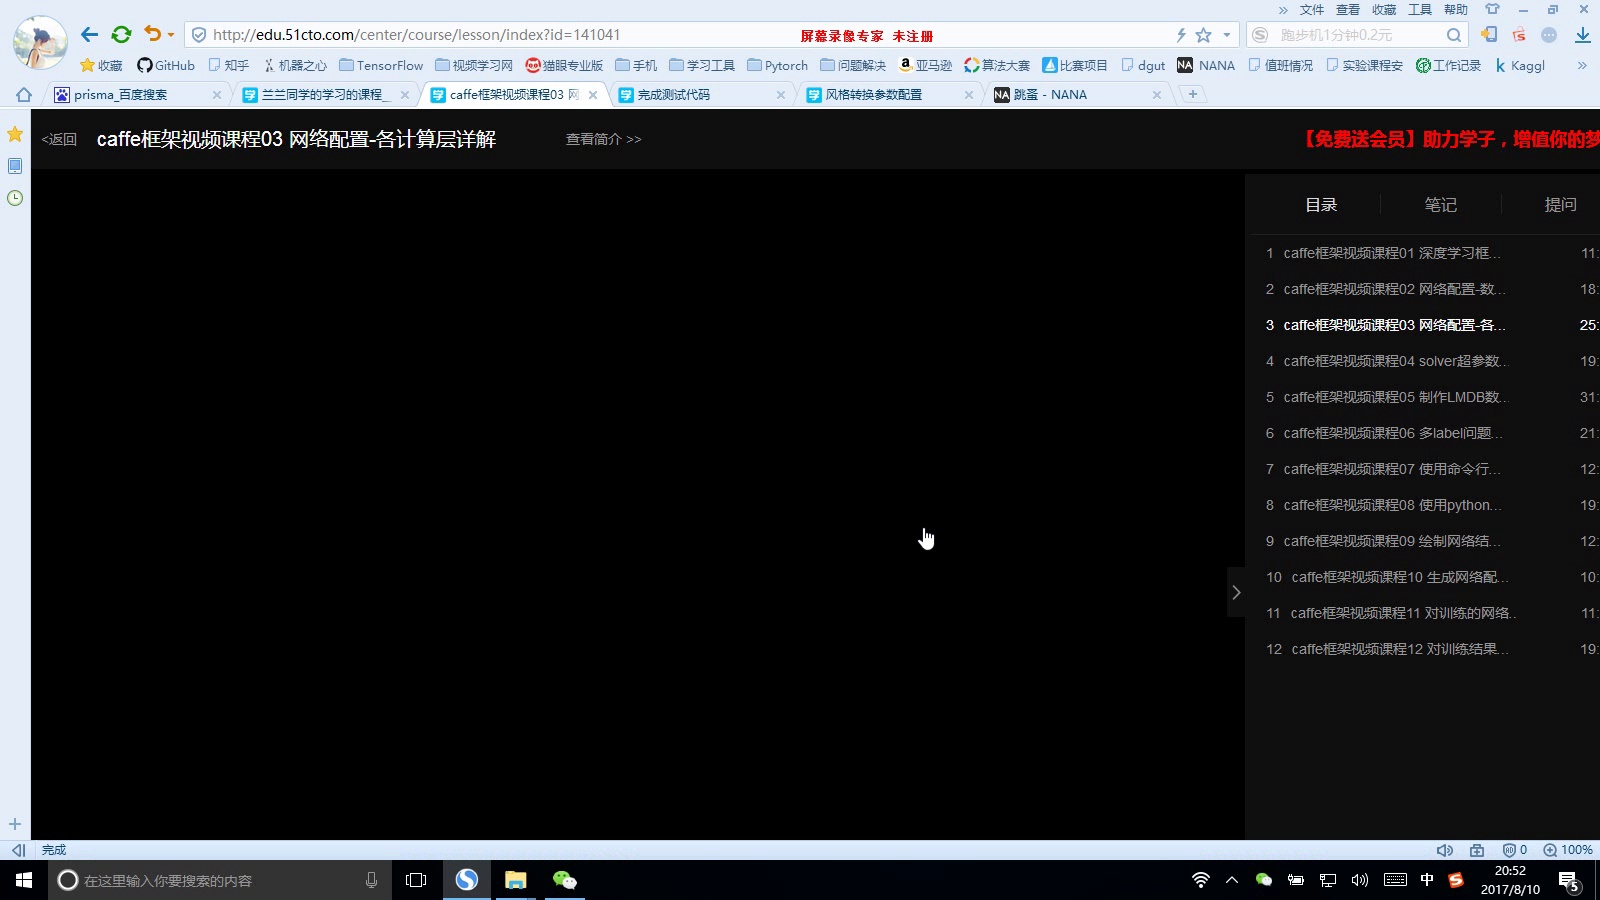 » 文件 查看 收藏 工具 帮助
http://edu.51cto.com/center/course/lesson/index?id=141041
屏幕录像专家 未注册
跑步机1分钟0.2元
收藏 GitHub 知乎 机器之心 TensorFlow 视频学习网 猫眼专业版 手机 学习工具 Pytorch 问题解决 亚马逊 算法大赛 比赛项目 dgut NA NANA 值班情况 实验课程安 工作记录 Kaggl »
prisma_百度搜索
兰兰同学的学习的课程_
caffe框架视频课程03 网
完成测试代码
风格转换参数配置
NA 跳蛋 - NANA
<返回 caffe框架视频课程03 网络配置-各计算层详解 查看简介 >>
【免费送会员】助力学子，增值你的梦
目录 笔记 提问
1 caffe框架视频课程01 深度学习框... 11:
2 caffe框架视频课程02 网络配置-数... 18:
3 caffe框架视频课程03 网络配置-各... 25:
4 caffe框架视频课程04 solver超参数... 19:
5 caffe框架视频课程05 制作LMDB数... 31:
6 caffe框架视频课程06 多label问题... 21:
7 caffe框架视频课程07 使用命令行... 12:
8 caffe框架视频课程08 使用python... 19:
9 caffe框架视频课程09 绘制网络结... 12:
10 caffe框架视频课程10 生成网络配... 10:
11 caffe框架视频课程11 对训练的网络.. 11:
12 caffe框架视频课程12 对训练结果... 19:
完成
0 100%
在这里输入你要搜索的内容
中
20:52
2017/8/10
5